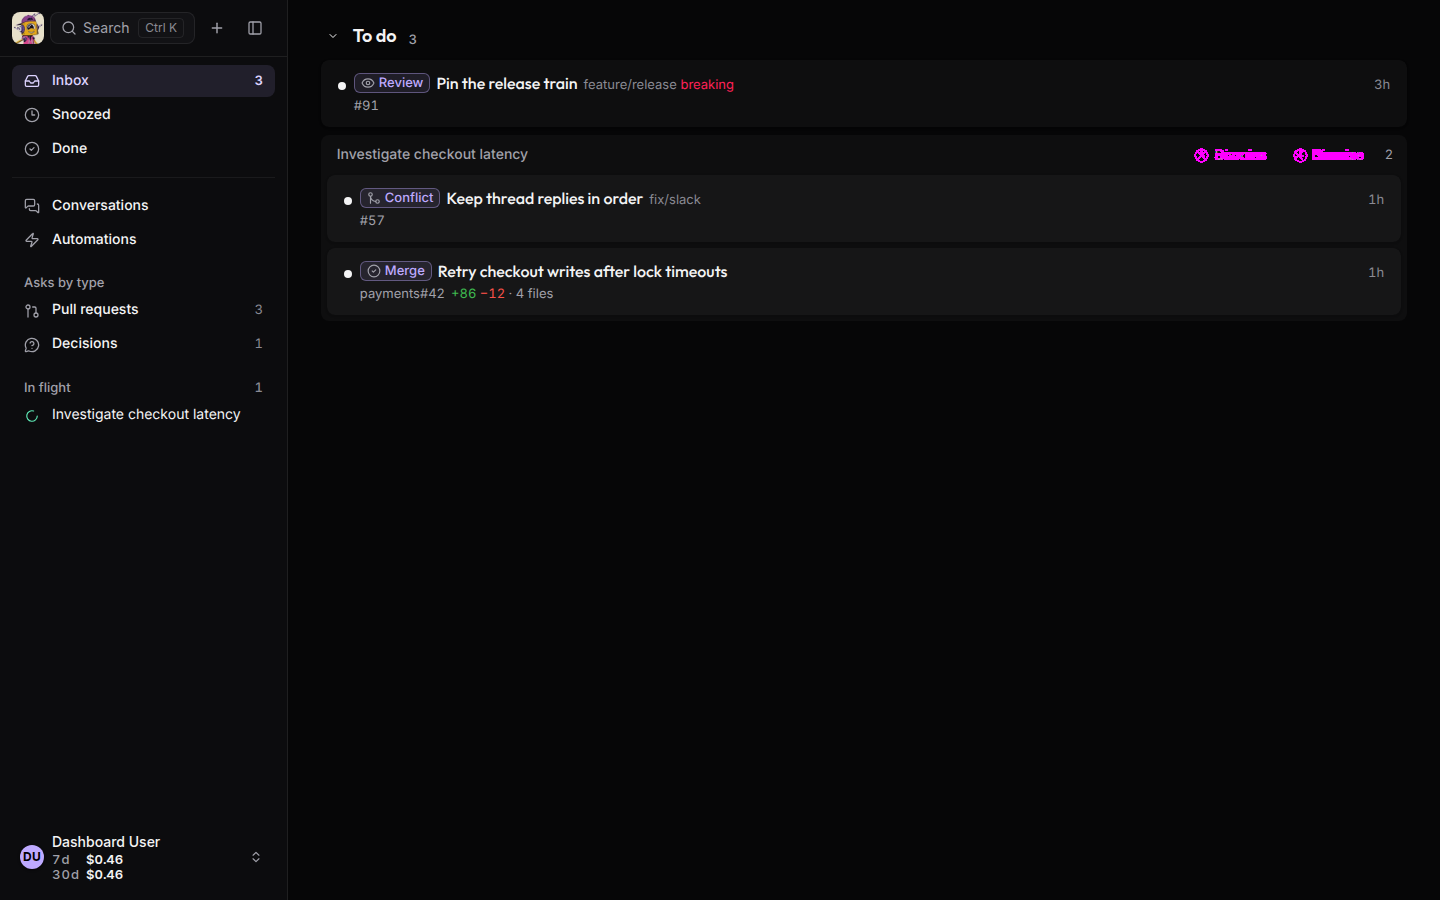 Search Ctrl K
Inbox 3
Snoozed
Done
Conversations
Automations
Asks by type
Pull requests 3
Decisions 1
In flight 1
Investigate checkout latency
DU Dashboard User
7d $0.46
30d $0.46
To do 3
Review Pin the release train feature/release breaking 3h
#91
Investigate checkout latency 2
Conflict Keep thread replies in order fix/slack 1h
#57
Merge Retry checkout writes after lock timeouts 1h
payments#42 +86 −12 · 4 files